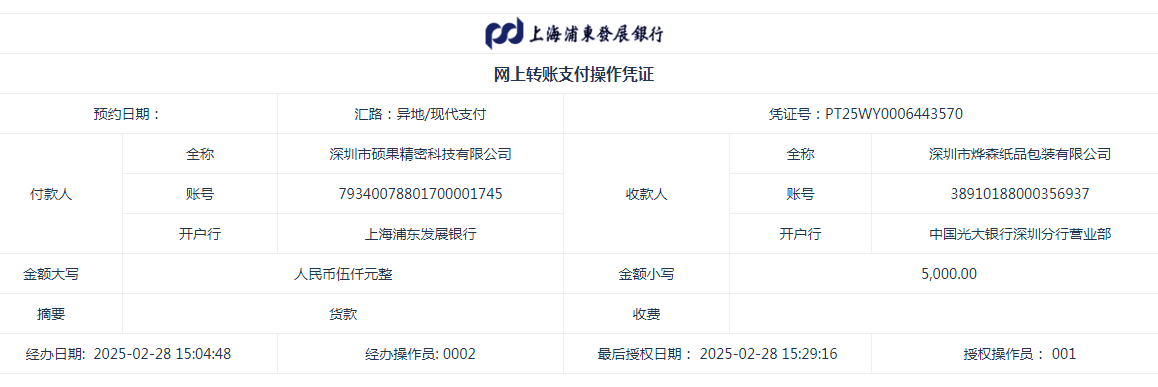 上海浦東發展銀行
网上转账支付操作凭证
预约日期： 汇路：异地/现代支付 凭证号：PT25WY0006443570
付款人 全称 深圳市硕果精密科技有限公司 收款人 全称 深圳市烨森纸品包装有限公司
账号 79340078801700001745 账号 38910188000356937
开户行 上海浦东发展银行 开户行 中国光大银行深圳分行营业部
金额大写 人民币伍仟元整 金额小写 5,000.00
摘要 货款 收费
经办日期: 2025-02-28 15:04:48 经办操作员: 0002 最后授权日期： 2025-02-28 15:29:16 授权操作员： 001